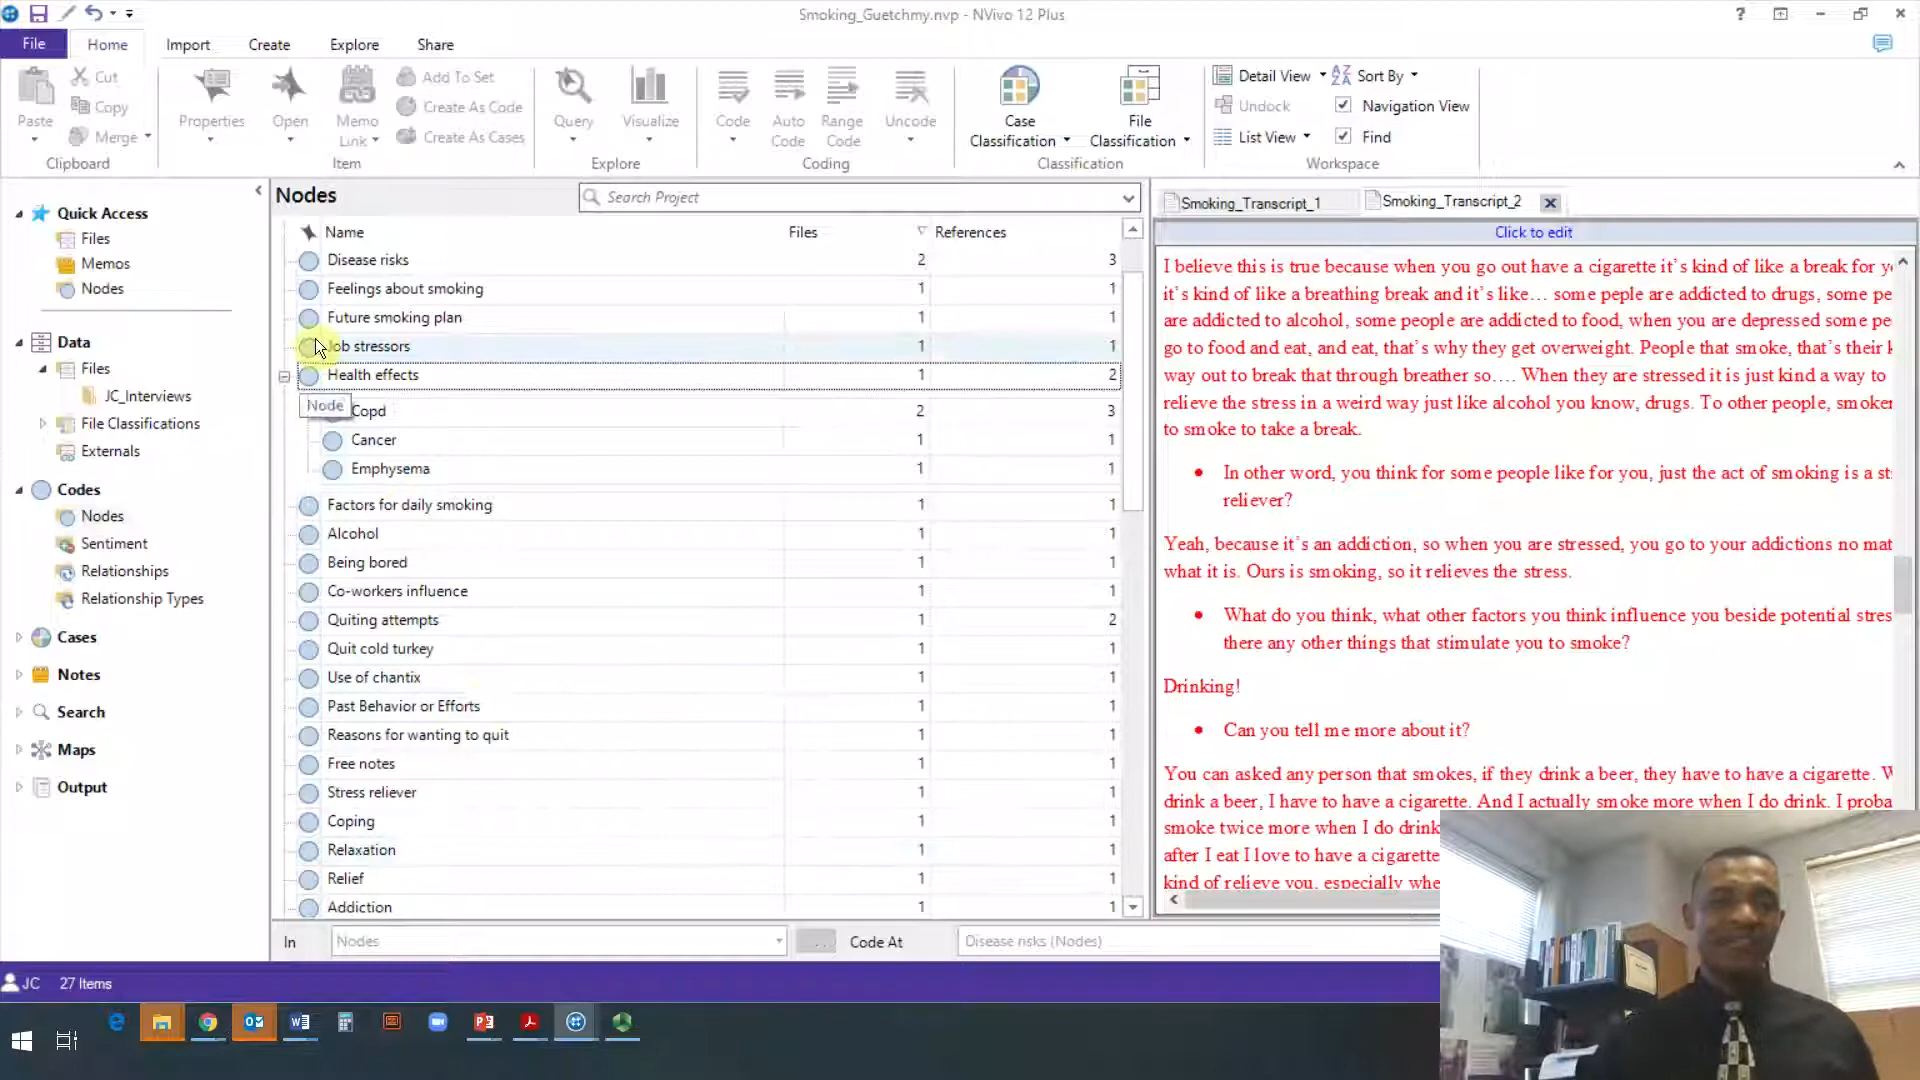 Smoking_Guetchmy.nvp - NVivo 12 Plus
File Home Import Create Explore Share
Paste Cut Copy Merge
Clipboard
Properties Open Memo Link Add To Set Create As Code Create As Cases
Item
Query Visualize
Explore
Code Auto Code Range Code Uncode
Coding
Case Classification File Classification
Classification
Detail View Sort By
Undock Navigation View
List View Find
Workspace
Quick Access
Files
Memos
Nodes
Data
Files
JC_Interviews
File Classifications
Externals
Codes
Nodes
Sentiment
Relationships
Relationship Types
Cases
Notes
Search
Maps
Output
Nodes Search Project
Name Files References
Disease risks 2 3
Feelings about smoking 1 1
Future smoking plan 1 1
Job stressors 1 1
Health effects 1 2
Node
Copd 2 3
Cancer 1 1
Emphysema 1 1
Factors for daily smoking 1 1
Alcohol 1 1
Being bored 1 1
Co-workers influence 1 1
Quiting attempts 1 2
Quit cold turkey 1 1
Use of chantix 1 1
Past Behavior or Efforts 1 1
Reasons for wanting to quit 1 1
Free notes 1 1
Stress reliever 1 1
Coping 1 1
Relaxation 1 1
Relief 1 1
Addiction 1 1
In Nodes ... Code At Disease risks (Nodes)
Smoking_Transcript_1 Smoking_Transcript_2
Click to edit
I believe this is true because when you go out have a cigarette it's kind of like a break for y
it's kind of like a breathing break and it's like… some peple are addicted to drugs, some pe
are addicted to alcohol, some people are addicted to food, when you are depressed some pe
go to food and eat, and eat, that's why they get overweight. People that smoke, that's their k
way out to break that through breather so…. When they are stressed it is just kind a way to
relieve the stress in a weird way just like alcohol you know, drugs. To other people, smoker
to smoke to take a break.
• In other word, you think for some people like for you, just the act of smoking is a st
reliever?
Yeah, because it's an addiction, so when you are stressed, you go to your addictions no mat
what it is. Ours is smoking, so it relieves the stress.
• What do you think, what other factors you think influence you beside potential stres
there any other things that stimulate you to smoke?
Drinking!
• Can you tell me more about it?
You can asked any person that smokes, if they drink a beer, they have to have a cigarette. W
drink a beer, I have to have a cigarette. And I actually smoke more when I do drink. I proba
smoke twice more when I do drink
after I eat I love to have a cigarette
kind of relieve you, especially whe
JC 27 Items